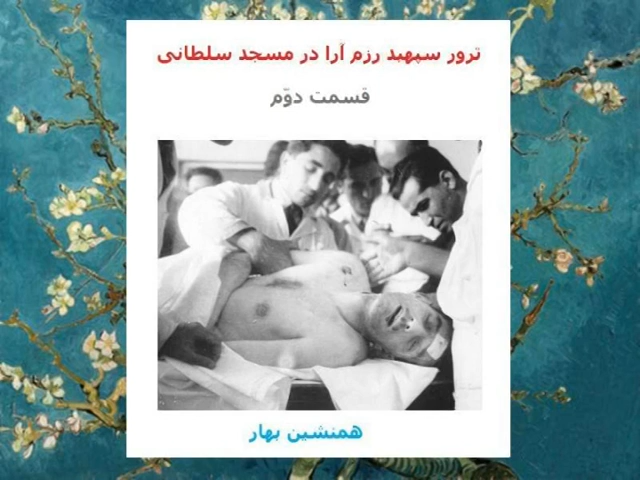 ترور سپهبد رزم آرا در مسجد سلطانی
قسمت دوّم
همنشین بهار